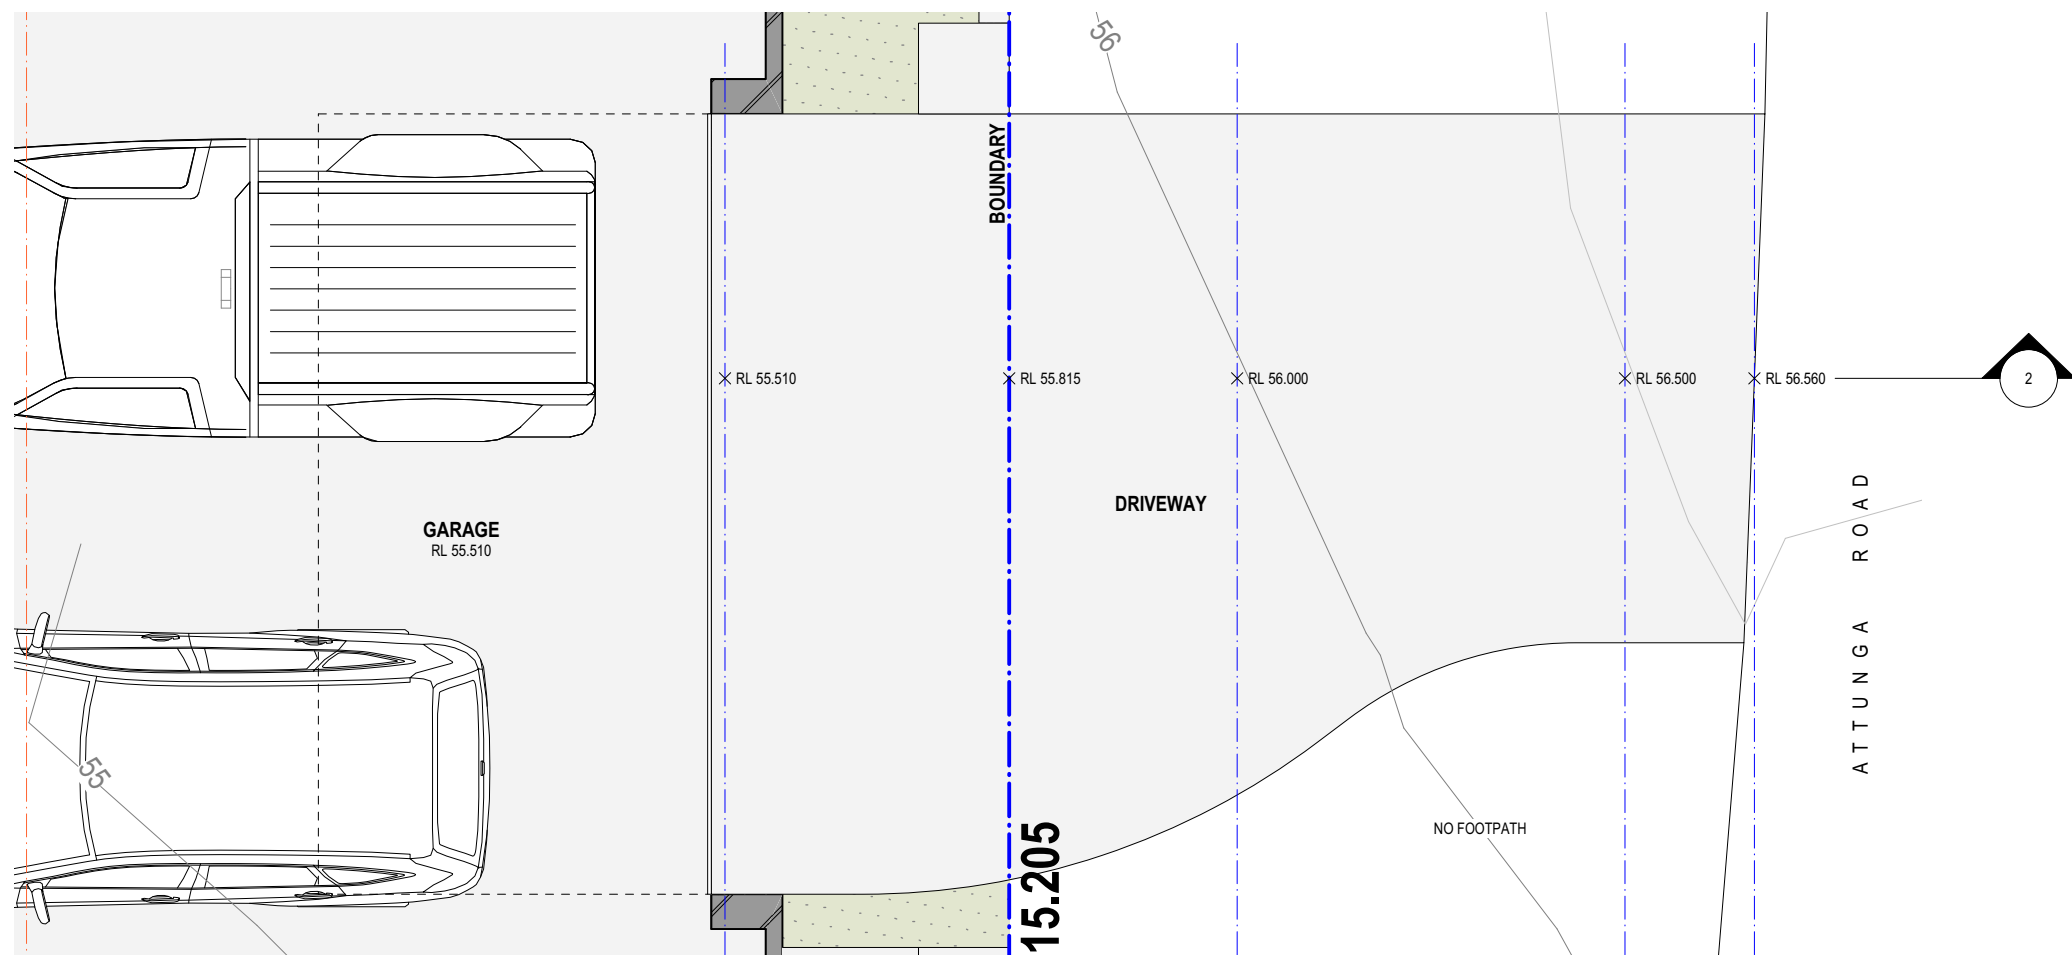 56
BOUNDARY
RL 55.510
RL 55.815
RL 56.000
RL 56.500
RL 56.560
2
DRIVEWAY
GARAGE
RL 55.510
ATTUNGA ROAD
55
NO FOOTPATH
15.205